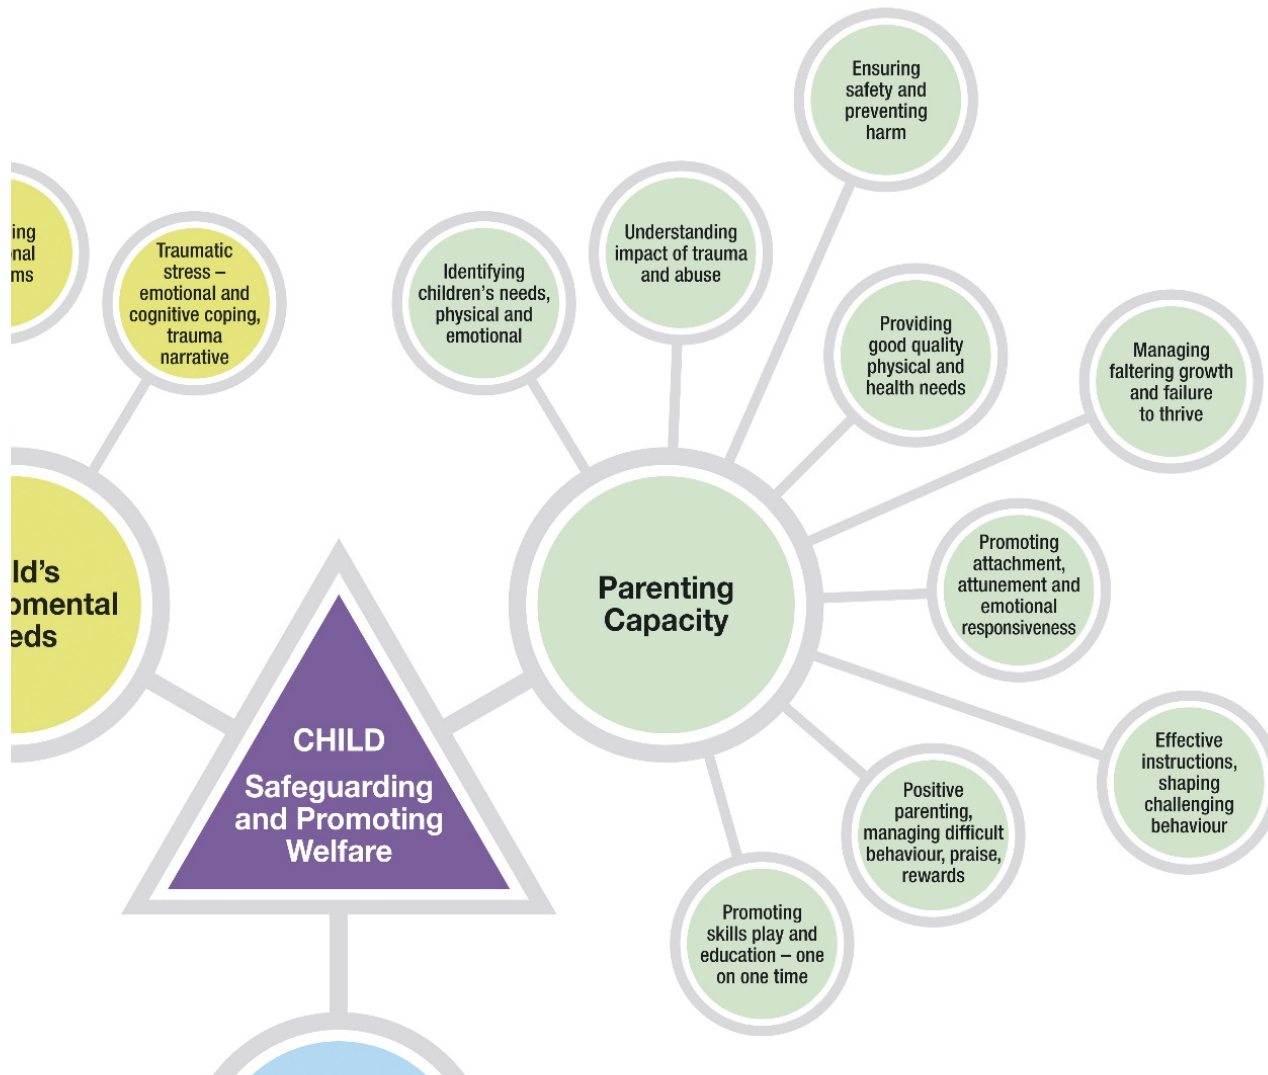 Ensuring
safety and
preventing
harm
Understanding
impact of trauma
and abuse
Traumatic
stress –
emotional and
cognitive coping,
trauma
narrative
Identifying
children’s needs,
physical and
emotional
Providing
good quality
physical and
health needs
Managing
faltering growth
and failure
to thrive
Promoting
attachment,
attunement and
emotional
responsiveness
Parenting
Capacity
CHILD
Safeguarding
and Promoting
Welfare
Effective
instructions,
shaping
challenging
behaviour
Positive
parenting,
managing difficult
behaviour, praise,
rewards
Promoting
skills play and
education – one
on one time